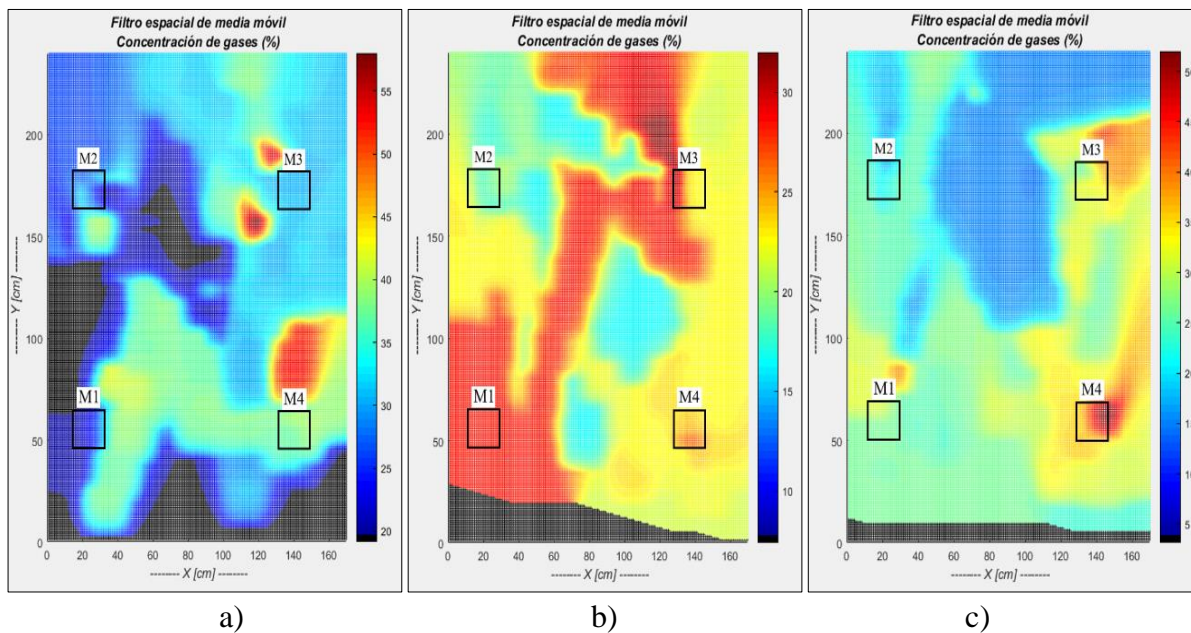 Filtro espacial de media móvil
Concentración de gases (%)
M2
M3
M1
M4
200
150
100
50
0
-------- Y [cm] --------
0 20 40 60 80 100 120 140 160
-------- X [cm] --------
55
50
45
40
35
30
25
20
a)
Filtro espacial de media móvil
Concentración de gases (%)
M2
M3
M1
M4
200
150
100
50
0
-------- Y [cm] --------
0 20 40 60 80 100 120 140 160
-------- X [cm] --------
30
25
20
15
10
b)
Filtro espacial de media móvil
Concentración de gases (%)
M2
M3
M1
M4
200
150
100
50
0
-------- Y [cm] --------
0 20 40 60 80 100 120 140 160
-------- X [cm] --------
c)